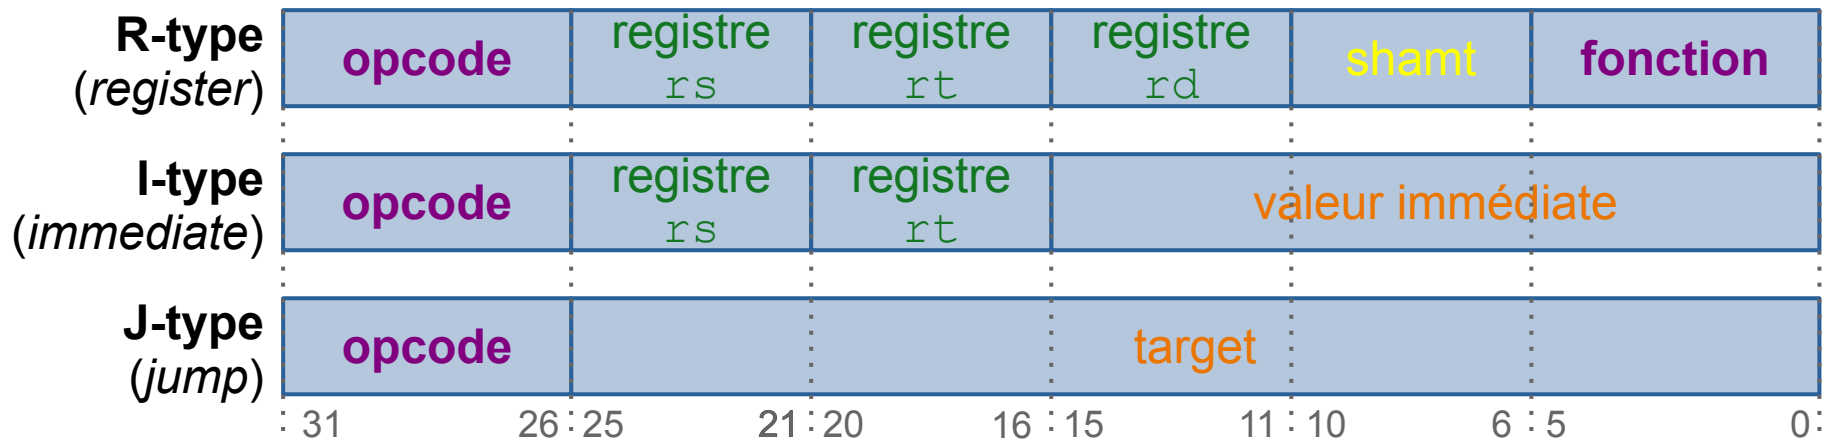 R-type
(register)
opcode
registre
rs
registre
rt
registre
rd
shamt
fonction
I-type
(immediate)
opcode
registre
rs
registre
rt
valeur immédiate
J-type
(jump)
opcode
target
31 26 25 21 20 16 15 11 10 6 5 0